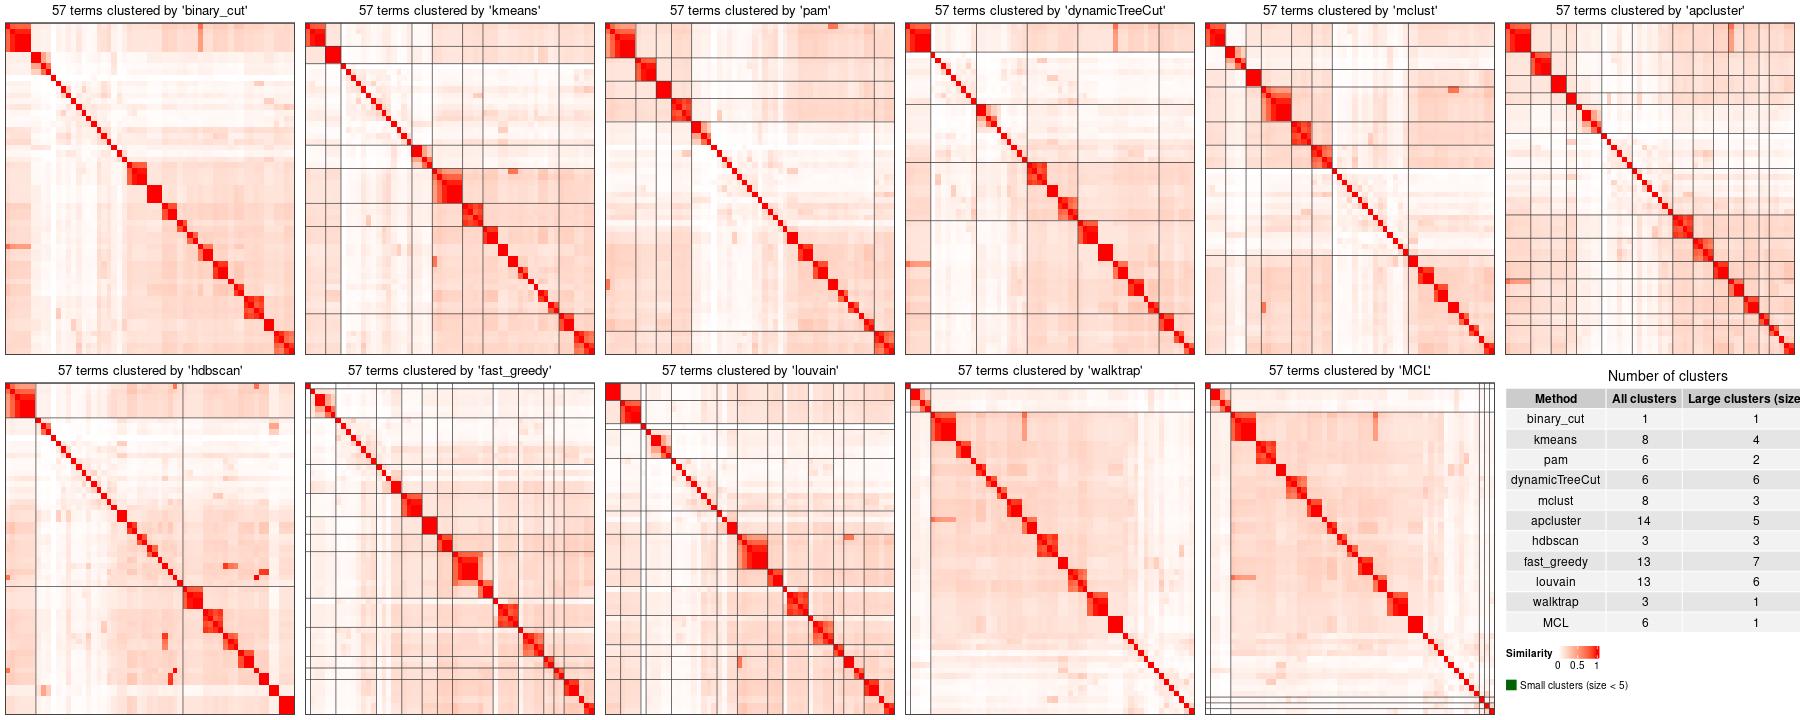 57 terms clustered by 'binary_cut'
57 terms clustered by 'kmeans'
57 terms clustered by 'pam'
57 terms clustered by 'dynamicTreeCut'
57 terms clustered by 'mclust'
57 terms clustered by 'apcluster'
57 terms clustered by 'hdbscan'
57 terms clustered by 'fast_greedy'
57 terms clustered by 'louvain'
57 terms clustered by 'walktrap'
57 terms clustered by 'MCL'
Number of clusters
Method All clusters Large clusters (size
binary_cut 1 1
kmeans 8 4
pam 6 2
dynamicTreeCut 6 6
mclust 8 3
apcluster 14 5
hdbscan 3 3
fast_greedy 13 7
louvain 13 6
walktrap 3 1
MCL 6 1
Similarity
0 0.5 1
Small clusters (size < 5)